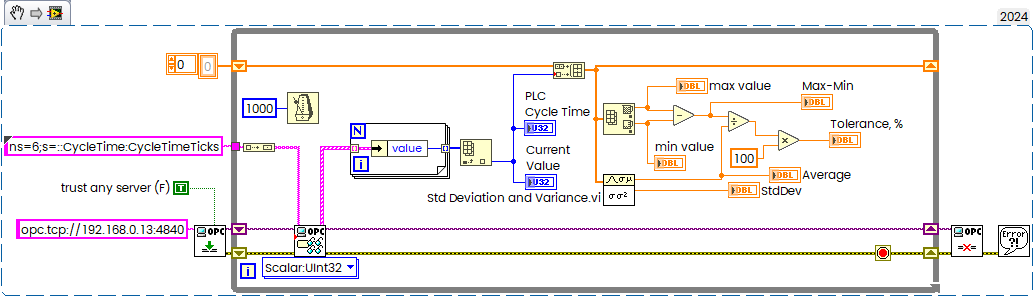 2024
0
0
1000
PLC
Cycle Time
U32
Current
Value
U32
N
value
i
max value
DBL
Max-Min
DBL
Tolerance, %
DBL
min value
DBL
100
Average
DBL
StdDev
DBL
Std Deviation and Variance.vi
σ μ
σ σ²
ns=6;s=::CycleTime:CycleTimeTicks
trust any server (F)
T
opc.tcp://192.168.0.13:4840
OPC
OPC
OPC
Error
?!
i
Scalar:UInt32